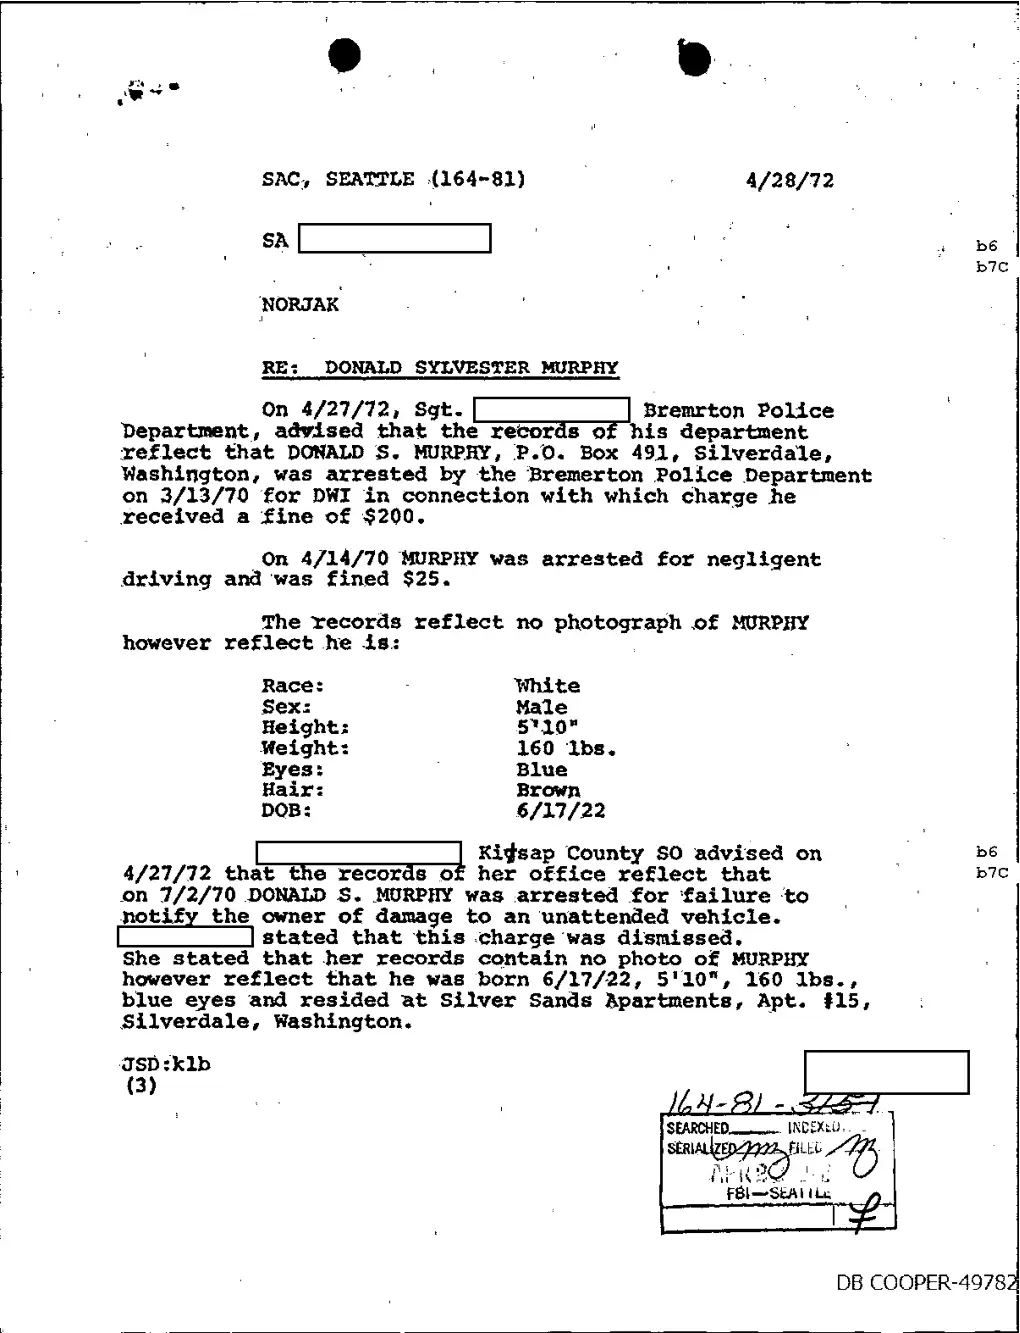 SAC, SEATTLE (164-81) 4/28/72
SA
b6
b7C
NORJAK
RE: DONALD SYLVESTER MURPHY
On 4/27/72, Sgt. Bremrton Police
Department, advised that the records of his department
reflect that DONALD S. MURPHY, P.O. Box 491, Silverdale,
Washington, was arrested by the Bremerton Police Department
on 3/13/70 for DWI in connection with which charge he
received a fine of $200.
On 4/14/70 MURPHY was arrested for negligent
driving and was fined $25.
The records reflect no photograph of MURPHY
however reflect he is:
Race: White
Sex: Male
Height: 5'10"
Weight: 160 lbs.
Eyes: Blue
Hair: Brown
DOB: 6/17/22
Kitsap County SO advised on
b6
4/27/72 that the records of her office reflect that
b7C
on 7/2/70 DONALD S. MURPHY was arrested for failure to
notify the owner of damage to an unattended vehicle.
stated that this charge was dismissed.
She stated that her records contain no photo of MURPHY
however reflect that he was born 6/17/22, 5'10", 160 lbs.,
blue eyes and resided at Silver Sands Apartments, Apt. #15,
Silverdale, Washington.
JSD:klb
(3)
164-81-3154
SEARCHED INDEXED
SERIALIZED FILED
FBI—SEATTLE
DB COOPER-49782